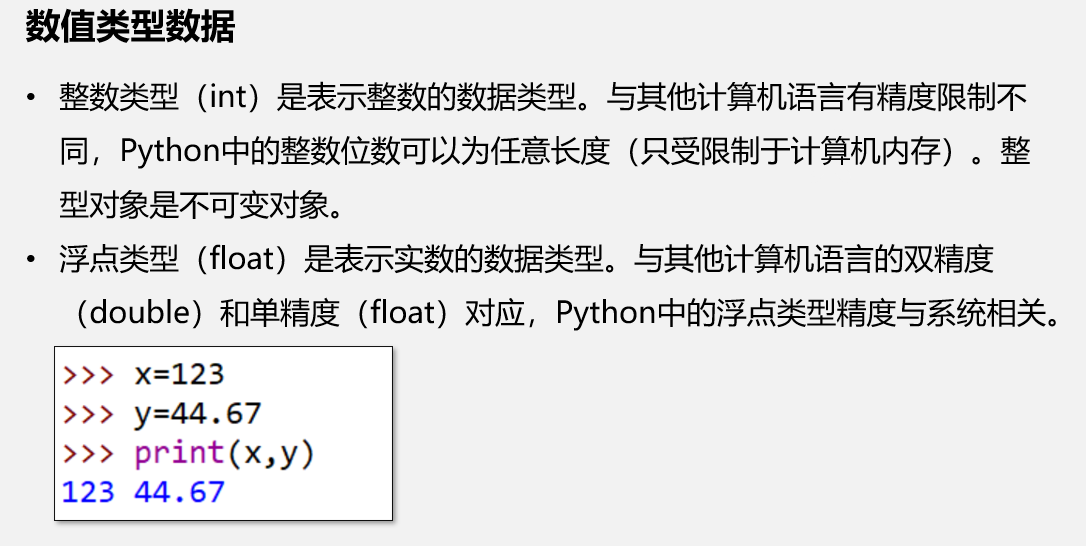 数值类型数据
• 整数类型（int）是表示整数的数据类型。与其他计算机语言有精度限制不
同，Python中的整数位数可以为任意长度（只受限制于计算机内存）。整
型对象是不可变对象。
• 浮点类型（float）是表示实数的数据类型。与其他计算机语言的双精度
（double）和单精度（float）对应，Python中的浮点类型精度与系统相关。
>>> x=123
>>> y=44.67
>>> print(x,y)
123 44.67